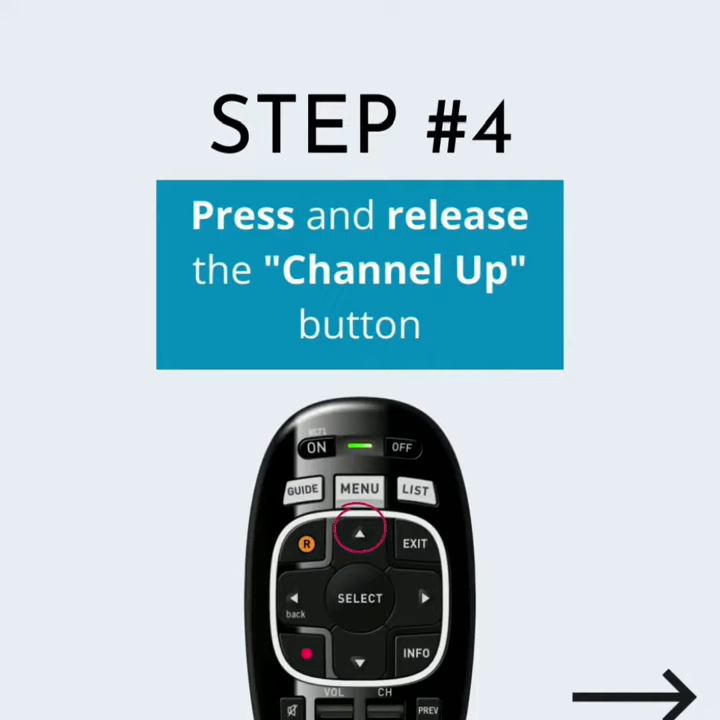 STEP #4
Press and release
the "Channel Up"
button
ON OFF
GUIDE MENU LIST
R EXIT
SELECT
back
INFO
VOL CH
PREV